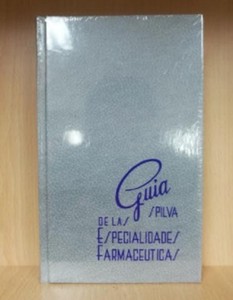 Guia
SPILVA
DE LAS
ESPECIALIDADES
FARMACEUTICAS